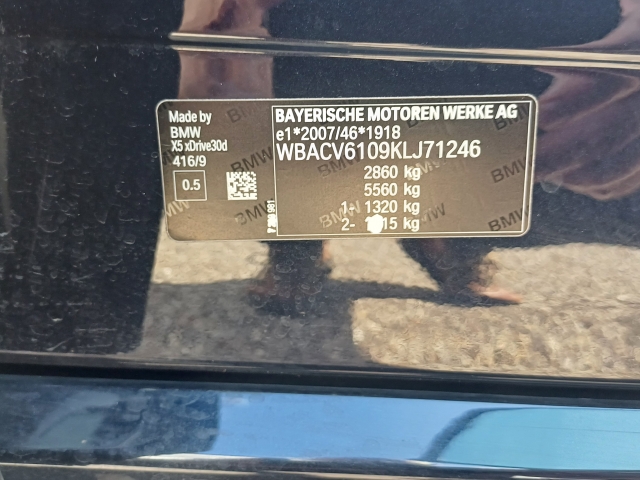 Made by
BMW
X5 xDrive30d
416/9
0.5
BAYERISCHE MOTOREN WERKE AG
e1*2007/46*1918
WBACV6109KLJ71246
2860 kg
5560 kg
1- 1320 kg
2- kg